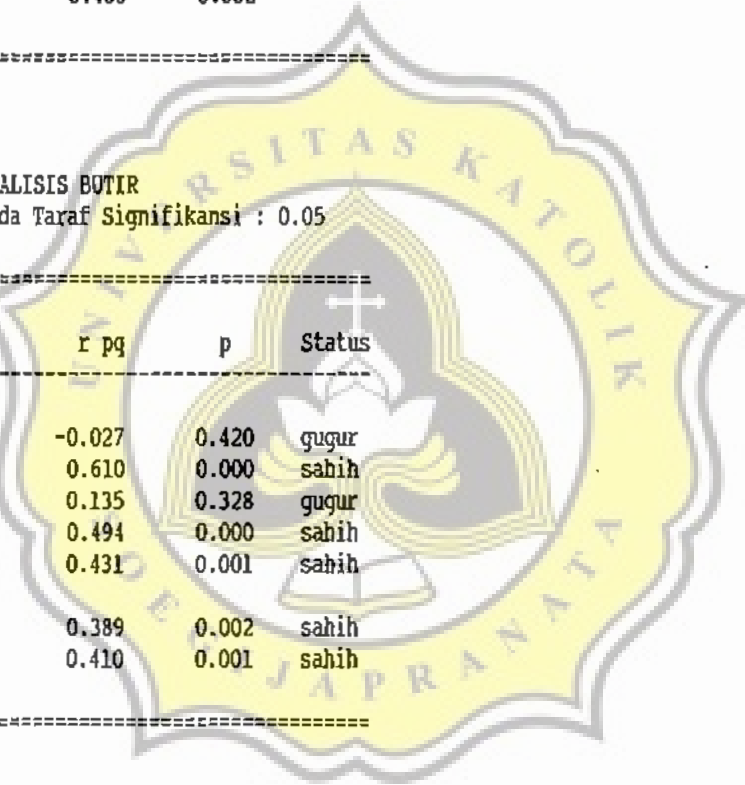 ALISIS BUTIR
da Taraf Signifikansi : 0.05
r pq p Status
-0.027 0.420 gugur
0.610 0.000 sahih
0.135 0.328 gugur
0.494 0.000 sahih
0.431 0.001 sahih
0.389 0.002 sahih
0.410 0.001 sahih
UNIVERSITAS KATOLIK
SOEGIJAPRANATA